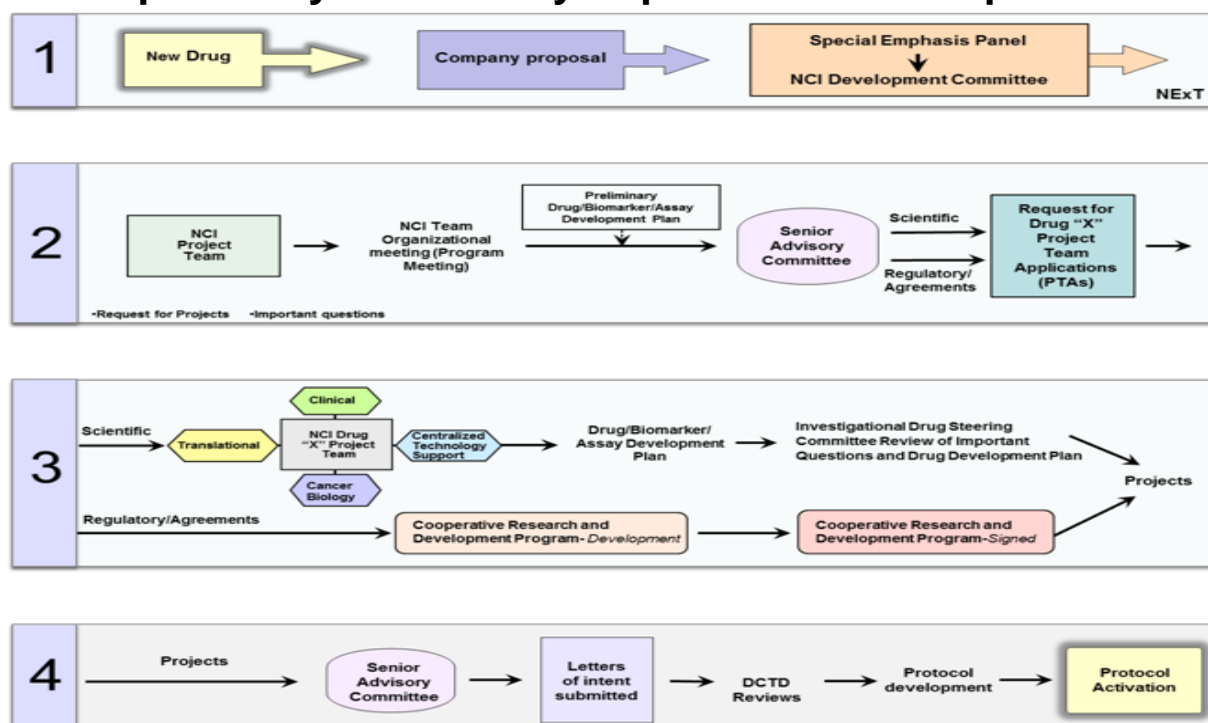 1
New Drug
Company proposal
Special Emphasis Panel
NCI Development Committee
NExT
2
NCI
Project
Team
NCI Team
Organizational
meeting (Program
Meeting)
Preliminary
Drug/Biomarker/Assay
Development Plan
Senior
Advisory
Committee
Scientific
Regulatory/
Agreements
Request for
Drug “X”
Project
Team
Applications
(PTAs)
-Request for Projects -Important questions
3
Scientific
Translational
Clinical
NCI Drug
“X” Project
Team
Cancer
Biology
Centralized
Technology
Support
Drug/Biomarker/
Assay Development
Plan
Investigational Drug Steering
Committee Review of Important
Questions and Drug Development Plan
Projects
Regulatory/Agreements
Cooperative Research and
Development Program- Development
Cooperative Research and
Development Program-Signed
4
Projects
Senior
Advisory
Committee
Letters
of intent
submitted
DCTD
Reviews
Protocol
development
Protocol
Activation